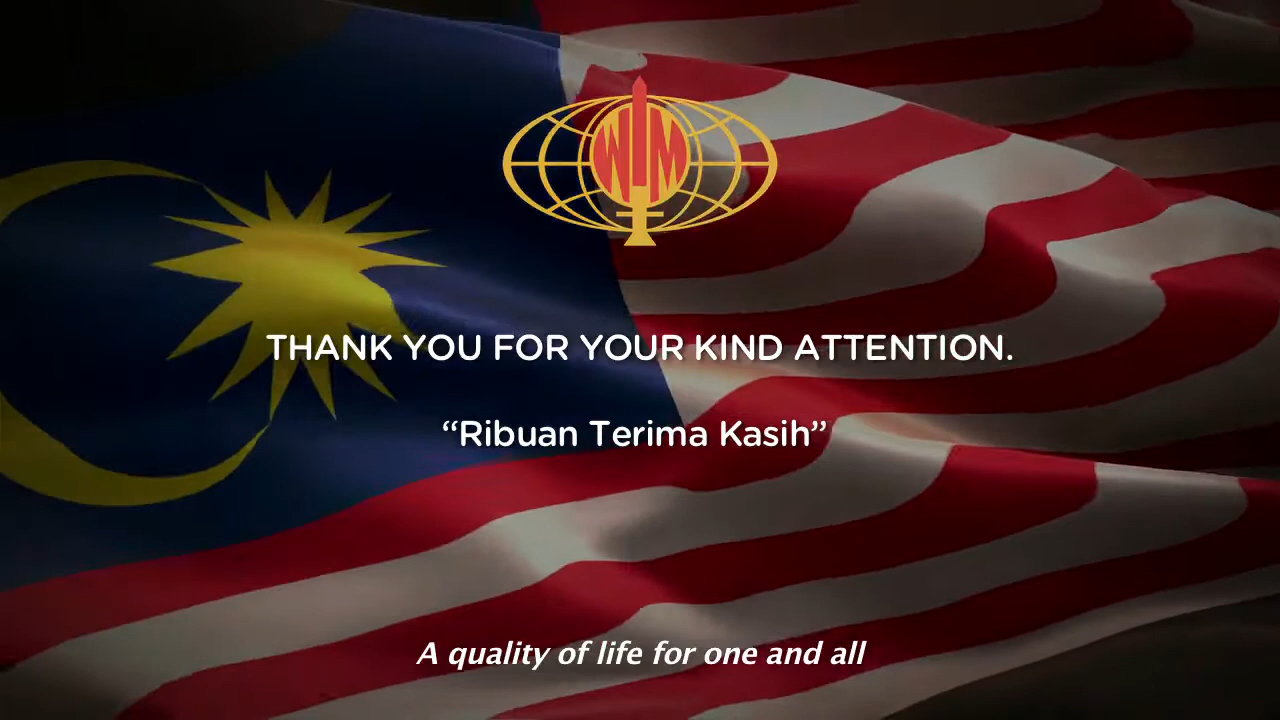 WIM
THANK YOU FOR YOUR KIND ATTENTION.
“Ribuan Terima Kasih”
A quality of life for one and all